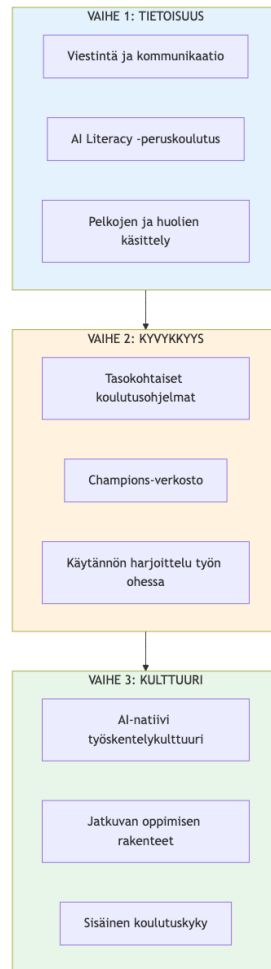 VAIHE 1: TIETOISUUS
Viestintä ja kommunikaatio
AI Literacy -peruskoulutus
Pelkojen ja huolien
käsittely
VAIHE 2: KYVYKKYYS
Tasokohtaiset
koulutusohjelmat
Champions-verkosto
Käytännön harjoittelu työn
ohessa
VAIHE 3: KULTTUURI
AI-natiivi
työskentelykulttuuri
Jatkuvan oppimisen
rakenteet
Sisäinen koulutuskyky